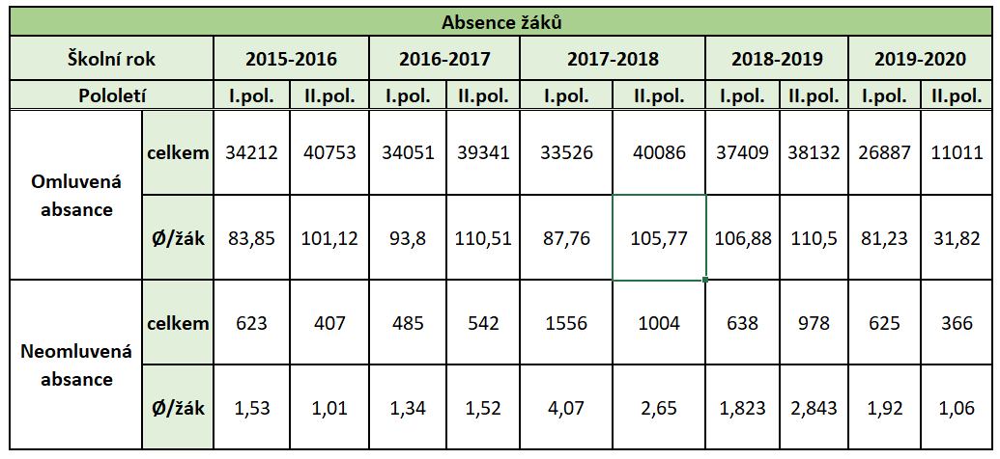 Absence žáků
Školní rok 2015-2016 2016-2017 2017-2018 2018-2019 2019-2020
Pololetí I.pol. II.pol. I.pol. II.pol. I.pol. II.pol. I.pol. II.pol. I.pol. II.pol.
Omluvená absance
celkem 34212 40753 34051 39341 33526 40086 37409 38132 26887 11011
Ø/žák 83,85 101,12 93,8 110,51 87,76 105,77 106,88 110,5 81,23 31,82
Neomluvená absance
celkem 623 407 485 542 1556 1004 638 978 625 366
Ø/žák 1,53 1,01 1,34 1,52 4,07 2,65 1,823 2,843 1,92 1,06